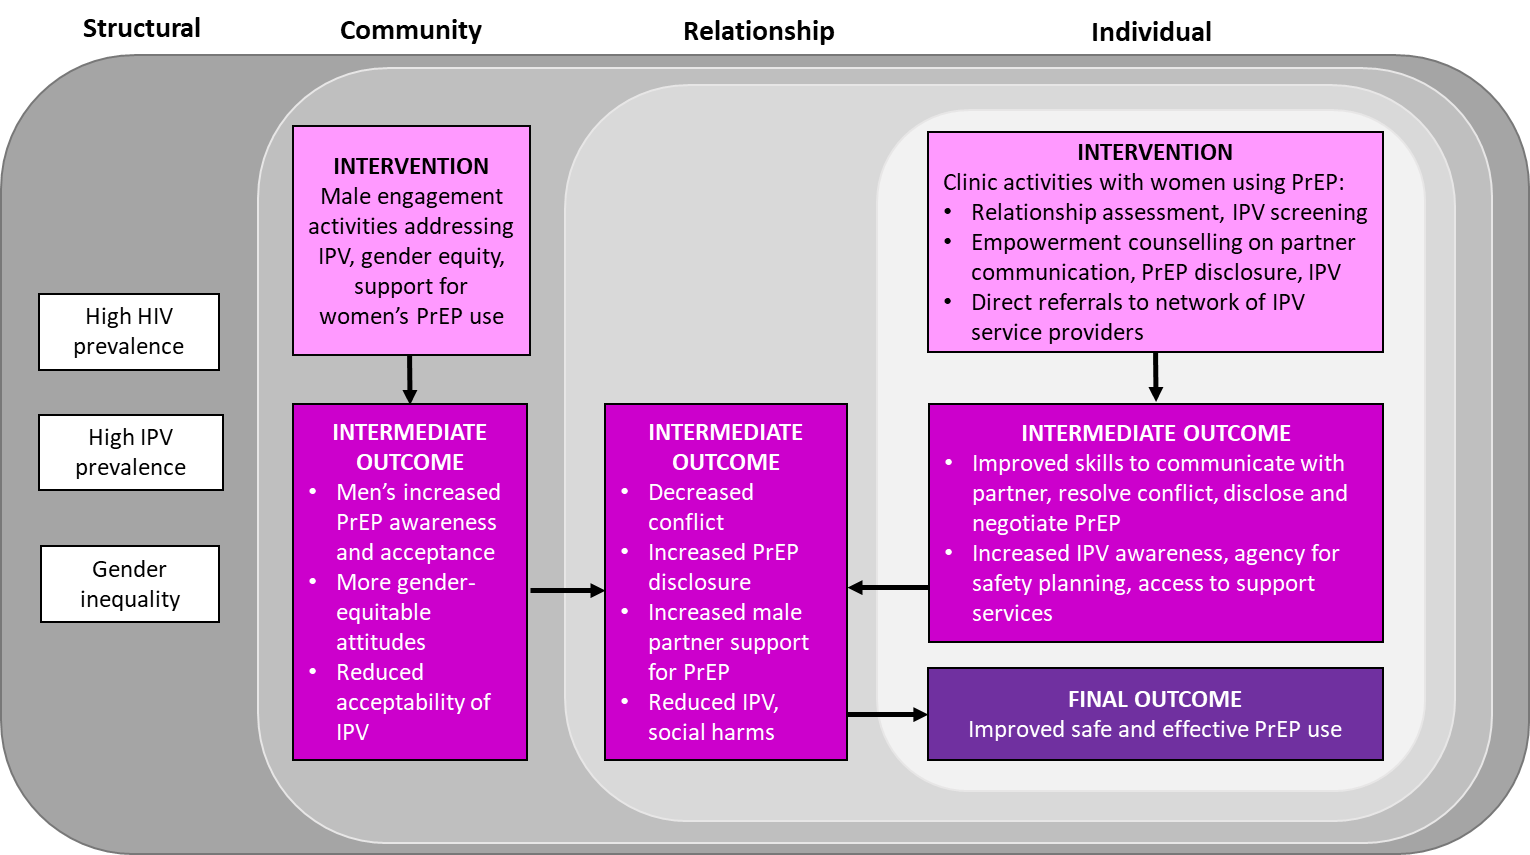 Structural
Community
Relationship
Individual
High HIV
prevalence
High IPV
prevalence
Gender
inequality
INTERVENTION
Male engagement
activities addressing
IPV, gender equity,
support for
women's PrEP use
INTERMEDIATE
OUTCOME
• Men's increased
PrEP awareness
and acceptance
• More gender-
equitable
attitudes
• Reduced
acceptability of
IPV
INTERMEDIATE
OUTCOME
• Decreased
conflict
• Increased PrEP
disclosure
• Increased male
partner support
for PrEP
• Reduced IPV,
social harms
INTERVENTION
Clinic activities with women using PrEP:
• Relationship assessment, IPV screening
• Empowerment counselling on partner
communication, PrEP disclosure, IPV
• Direct referrals to network of IPV
service providers
INTERMEDIATE OUTCOME
• Improved skills to communicate with
partner, resolve conflict, disclose and
negotiate PrEP
• Increased IPV awareness, agency for
safety planning, access to support
services
FINAL OUTCOME
Improved safe and effective PrEP use